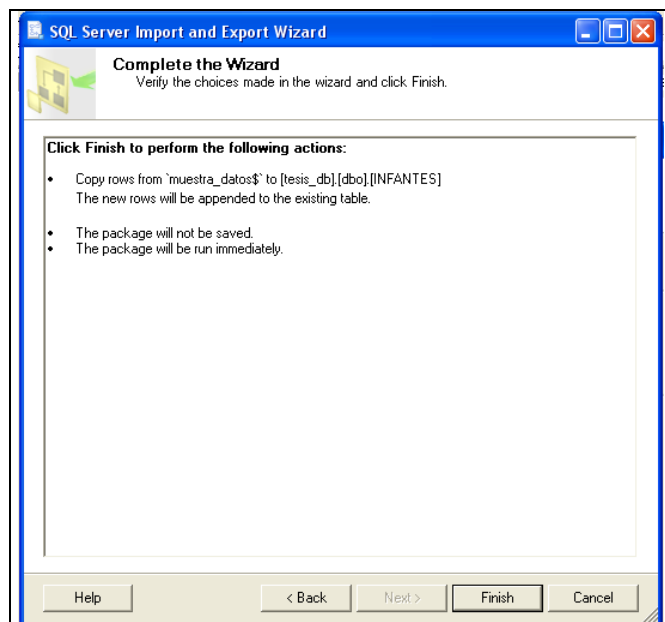 SQL Server Import and Export Wizard
Complete the Wizard
Verify the choices made in the wizard and click Finish.
Click Finish to perform the following actions:
• Copy rows from `muestra_datos$` to [tesis_db].[dbo].[INFANTES]
The new rows will be appended to the existing table.
• The package will not be saved.
• The package will be run immediately.
Help < Back Next > Finish Cancel